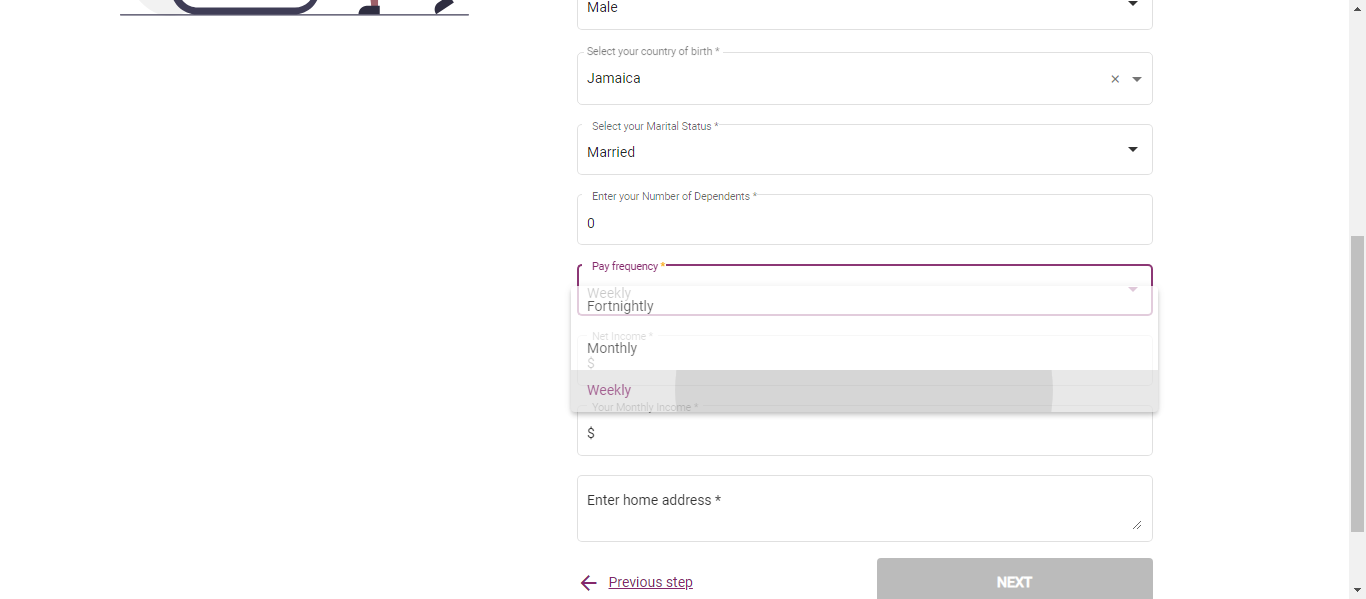 Male
Select your country of birth *
Jamaica
Select your Marital Status *
Married
Enter your Number of Dependents *
0
Pay frequency *
Weekly
Fortnightly
Net Income *
Monthly
$
Weekly
Your Monthly Income *
$
Enter home address *
Previous step
NEXT